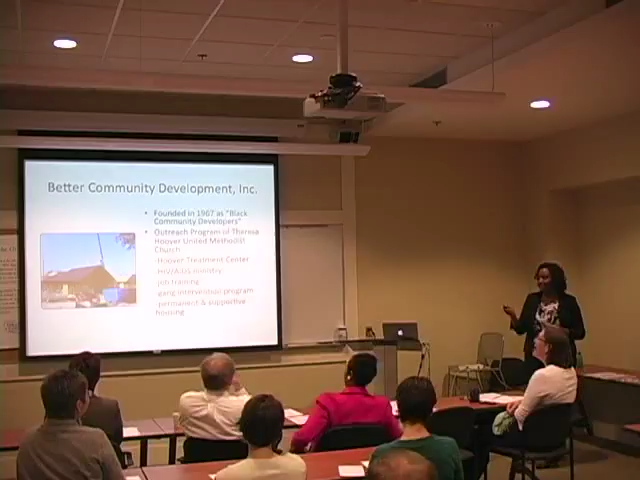 Better Community Development, Inc.
• Founded in 1967 as "Black
Community Developers"
• Outreach Program of Theresa
Hoover United Methodist
Church
Hoover Treatment Center
HIV/AIDS ministry
job training
gang intervention program
permanent & supportive
housing